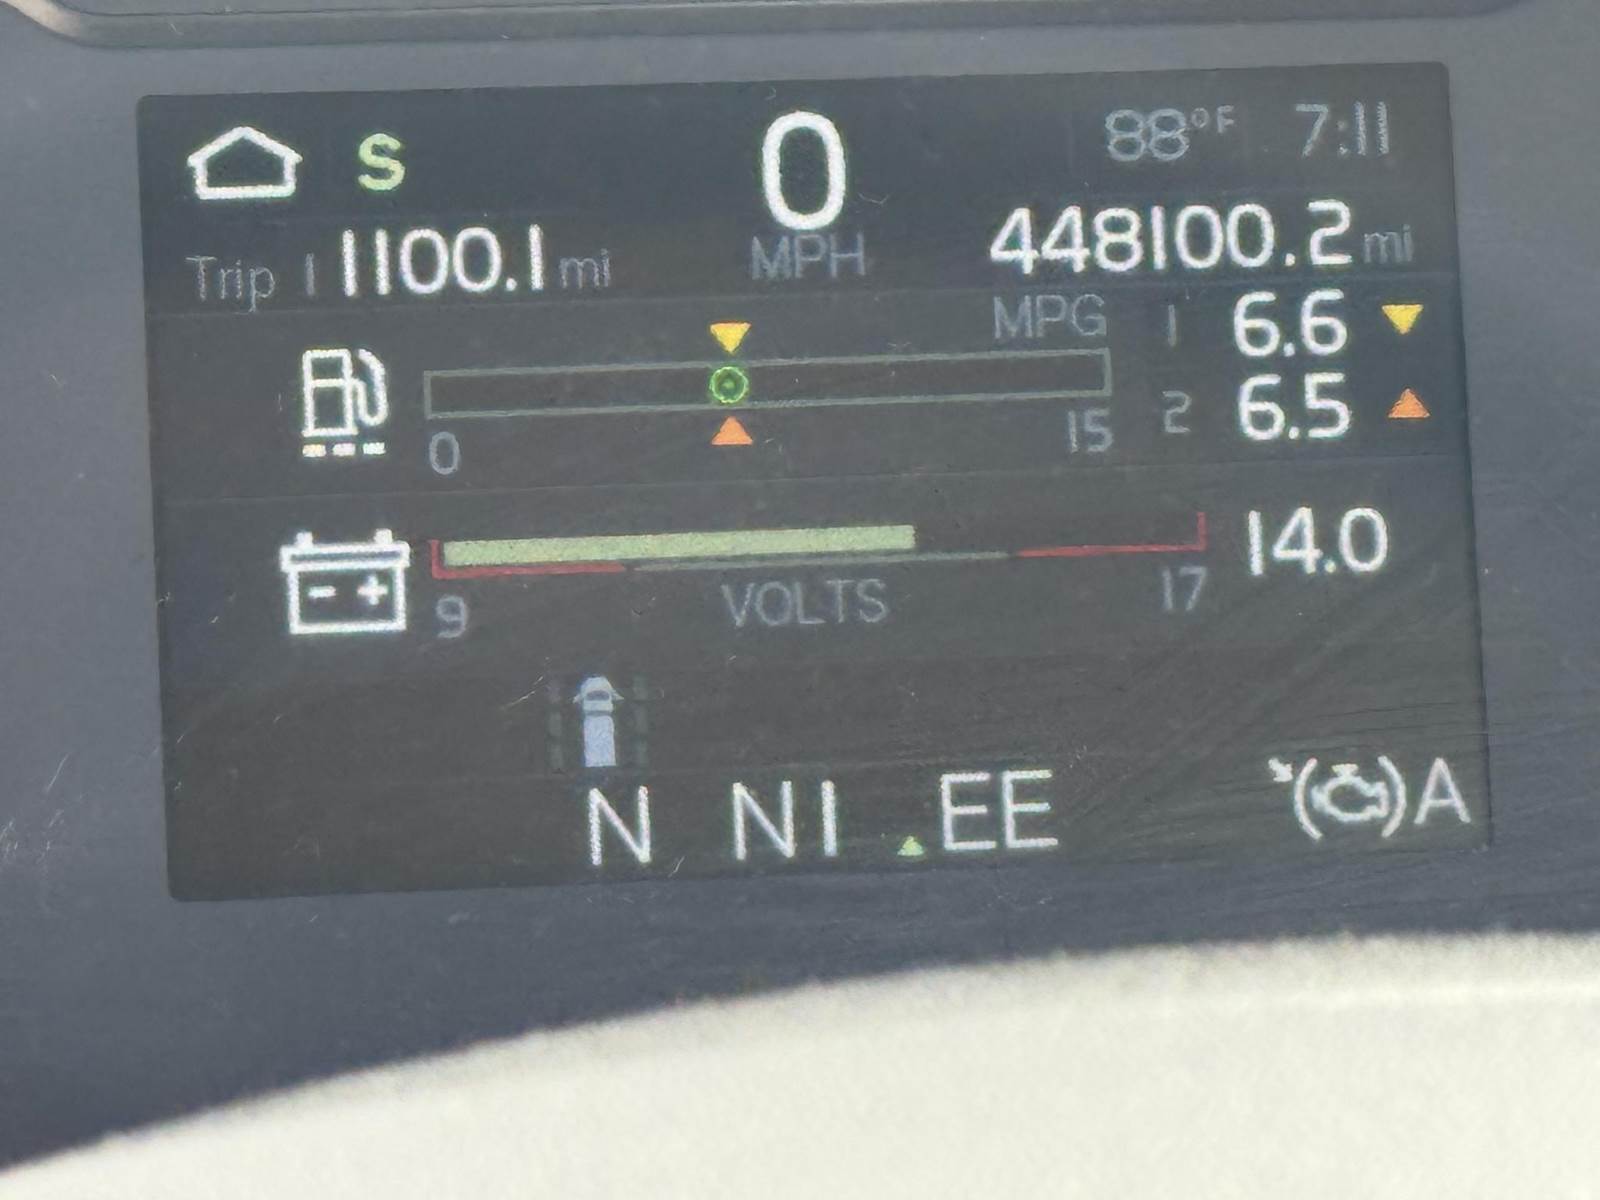 S 0 88°F 7:11
Trip 1 1100.1 mi MPH 448100.2 mi
MPG 1 6.6
0 15 2 6.5
- + 14.0
9 VOLTS 17
N N1 EE A